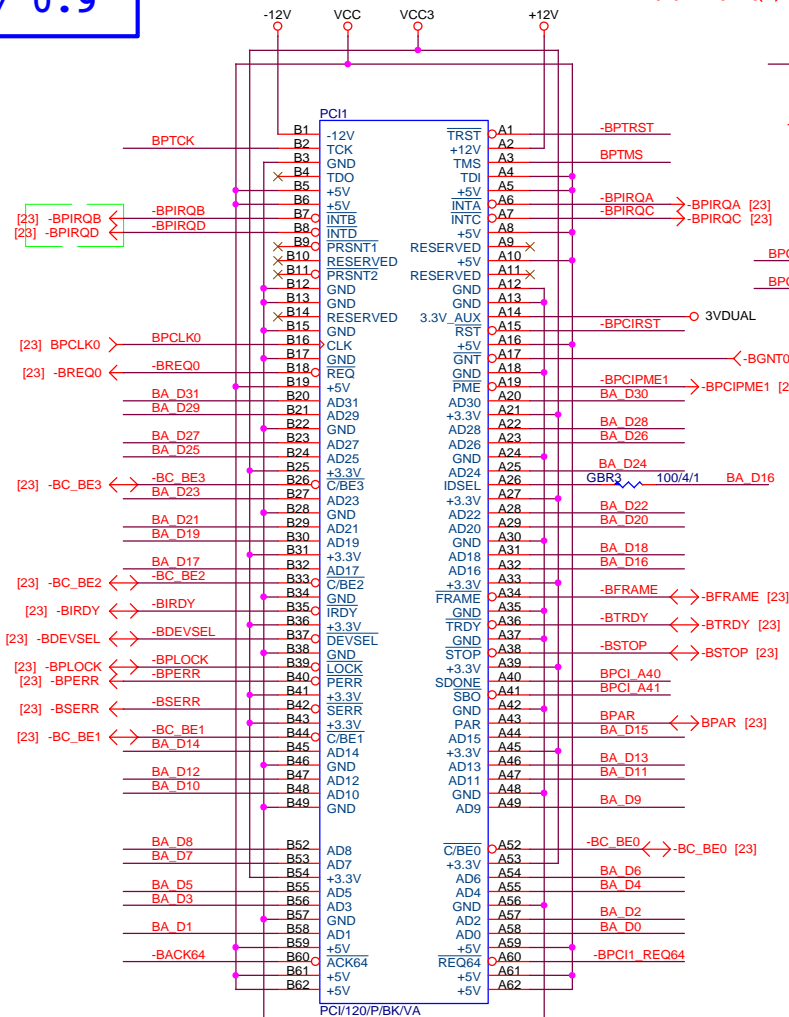 0.9
-12V VCC VCC3 +12V
PCI1
B1 -12V TRST A1 -BPTRST
BPTCK B2 TCK +12V A2
B3 GND TMS A3 BPTMS
B4 TDO TDI A4
B5 +5V +5V A5
B6 +5V INTA A6 -BPIRQA -BPIRQA [23]
[23] -BPIRQB -BPIRQB B7 INTB INTC A7 -BPIRQC -BPIRQC [23]
[23] -BPIRQD -BPIRQD B8 INTD +5V A8
B9 PRSNT1 RESERVED A9
B10 RESERVED +5V A10
B11 PRSNT2 RESERVED A11
B12 GND GND A12
B13 GND GND A13
B14 RESERVED 3.3V_AUX A14 3VDUAL
B15 GND RST A15 -BPCIRST
[23] BPCLK0 BPCLK0 B16 CLK +5V A16
B17 GND GNT A17 -BGNT0
[23] -BREQ0 -BREQ0 B18 REQ GND A18
B19 +5V PME A19 -BPCIPME1 -BPCIPME1 [2
BA_D31 B20 AD31 AD30 A20 BA_D30
BA_D29 B21 AD29 +3.3V A21
B22 GND AD28 A22 BA_D28
BA_D27 B23 AD27 AD26 A23 BA_D26
BA_D25 B24 AD25 GND A24
B25 +3.3V AD24 A25 BA_D24
[23] -BC_BE3 -BC_BE3 B26 C/BE3 IDSEL A26 GBR3 100/4/1 BA_D16
BA_D23 B27 AD23 +3.3V A27
B28 GND AD22 A28 BA_D22
BA_D21 B29 AD21 AD20 A29 BA_D20
BA_D19 B30 AD19 GND A30
B31 +3.3V AD18 A31 BA_D18
BA_D17 B32 AD17 AD16 A32 BA_D16
[23] -BC_BE2 -BC_BE2 B33 C/BE2 +3.3V A33
B34 GND FRAME A34 -BFRAME -BFRAME [23]
[23] -BIRDY -BIRDY B35 IRDY GND A35
B36 +3.3V TRDY A36 -BTRDY -BTRDY [23]
[23] -BDEVSEL -BDEVSEL B37 DEVSEL GND A37
B38 GND STOP A38 -BSTOP -BSTOP [23]
[23] -BPLOCK -BPLOCK B39 LOCK +3.3V A39
[23] -BPERR -BPERR B40 PERR SDONE A40 BPCI_A40
B41 +3.3V SBO A41 BPCI_A41
[23] -BSERR -BSERR B42 SERR GND A42
B43 +3.3V PAR A43 BPAR BPAR [23]
[23] -BC_BE1 -BC_BE1 B44 C/BE1 AD15 A44 BA_D15
BA_D14 B45 AD14 +3.3V A45
B46 GND AD13 A46 BA_D13
BA_D12 B47 AD12 AD11 A47 BA_D11
BA_D10 B48 AD10 GND A48
B49 GND AD9 A49 BA_D9
BA_D8 B52 AD8 C/BE0 A52 -BC_BE0 -BC_BE0 [23]
BA_D7 B53 AD7 +3.3V A53
B54 +3.3V AD6 A54 BA_D6
BA_D5 B55 AD5 AD4 A55 BA_D4
BA_D3 B56 AD3 GND A56
B57 GND AD2 A57 BA_D2
BA_D1 B58 AD1 AD0 A58 BA_D0
B59 +5V +5V A59
-BACK64 B60 ACK64 REQ64 A60 -BPCI1_REQ64
B61 +5V +5V A61
B62 +5V +5V A62
PCI/120/P/BK/VA